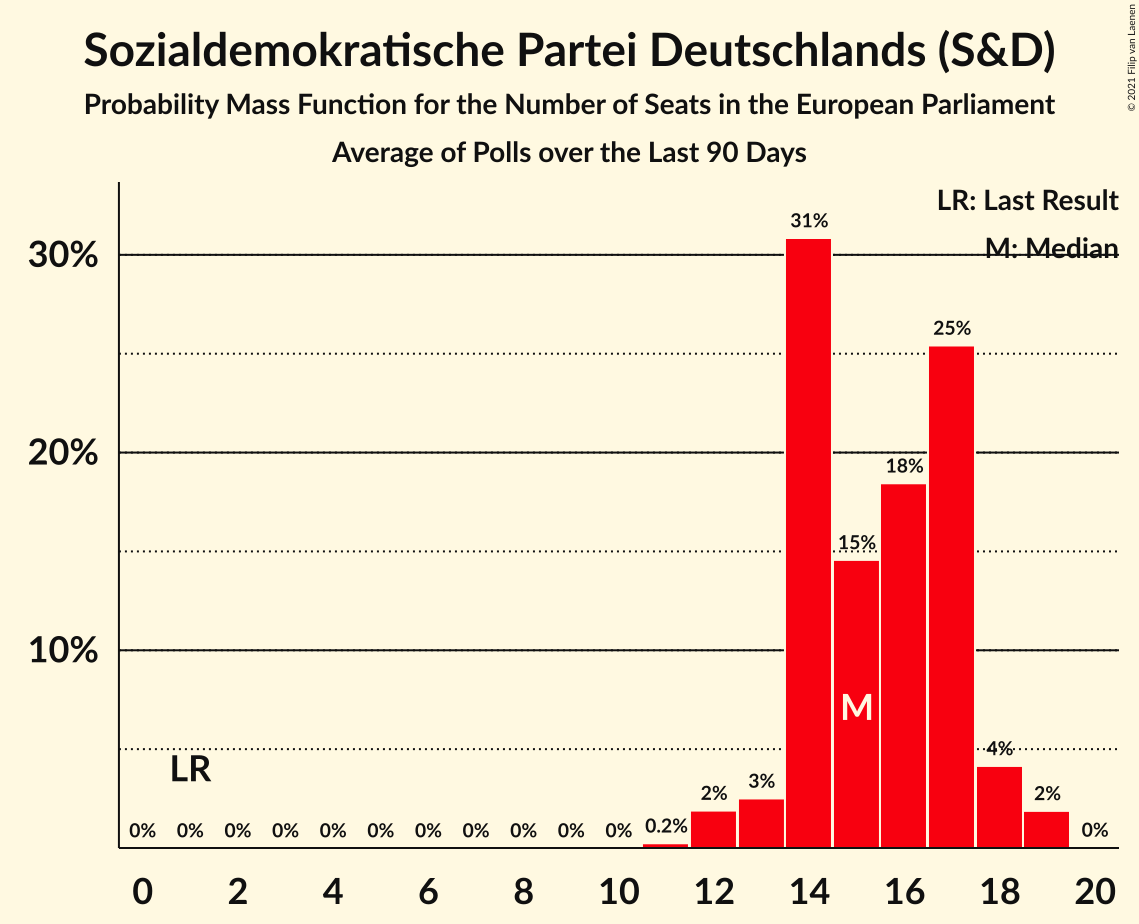 Sozialdemokratische Partei Deutschlands (S&D)
Probability Mass Function for the Number of Seats in the European Parliament
Average of Polls over the Last 90 Days
© 2021 Filip van Laenen
LR: Last Result
M: Median
30%
20%
10%
31%
25%
18%
15%
M
LR
4%
3%
2%
2%
0% 0% 0% 0% 0% 0% 0% 0% 0% 0% 0% 0.2% 0%
0 2 4 6 8 10 12 14 16 18 20